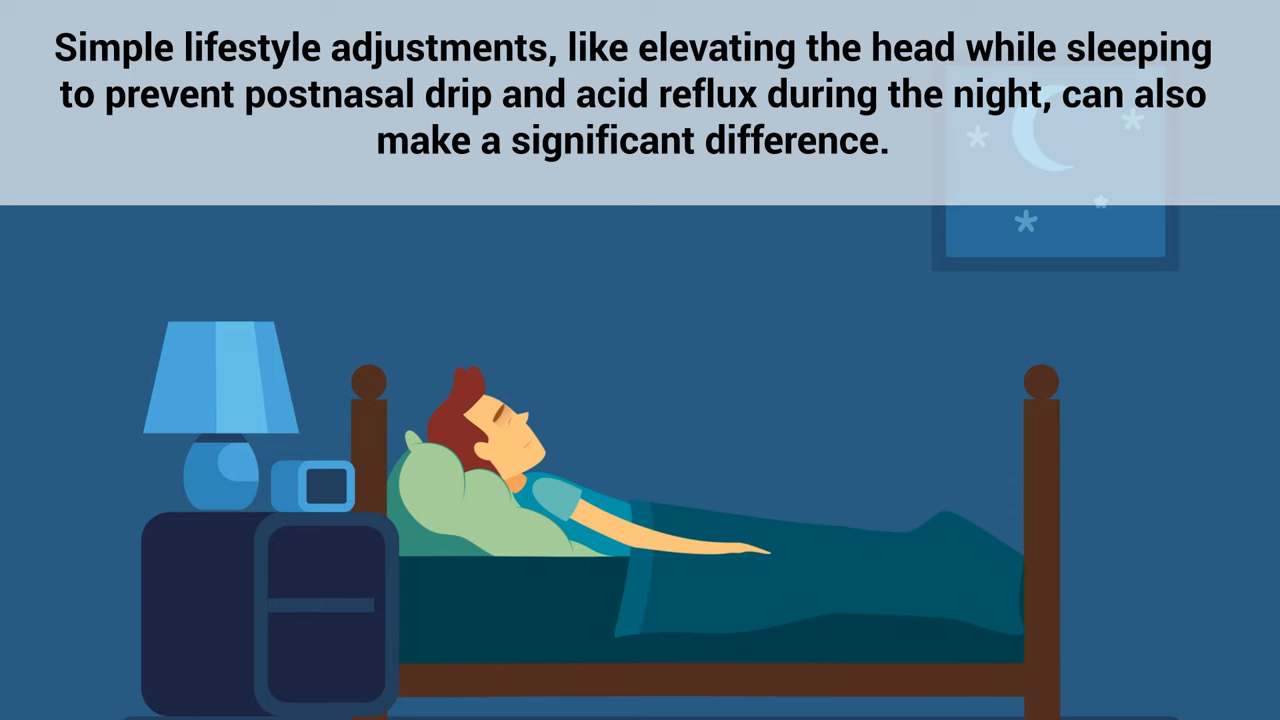 Simple lifestyle adjustments, like elevating the head while sleeping
to prevent postnasal drip and acid reflux during the night, can also
make a significant difference.